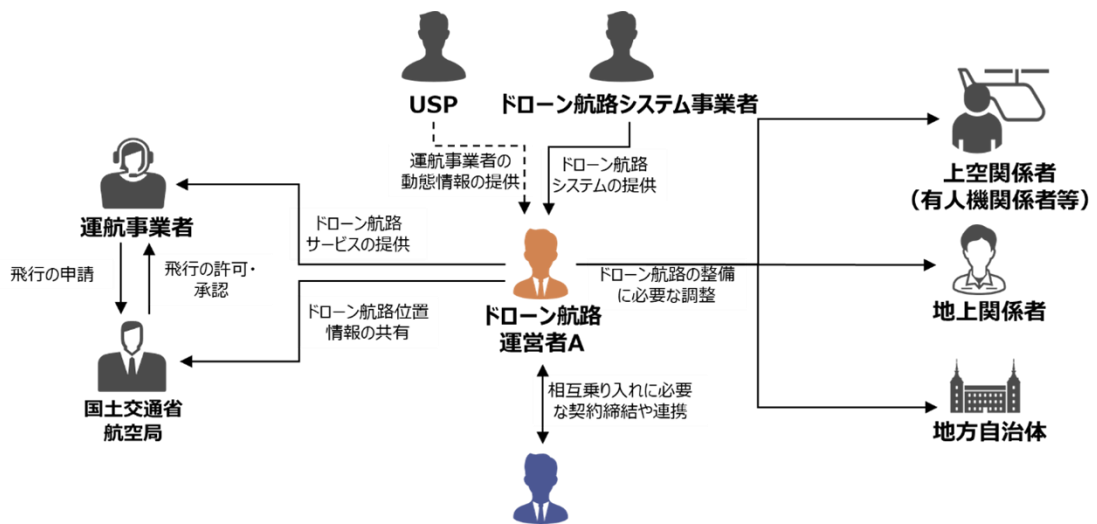 USP
ドローン航路システム事業者
運航事業者の
動態情報の提供
ドローン航路
システムの提供
上空関係者
（有人機関係者等）
運航事業者
ドローン航路
サービスの提供
飛行の申請
飛行の許可・
承認
ドローン航路の整備
に必要な調整
地上関係者
ドローン航路位置
情報の共有
ドローン航路
運営者A
国土交通省
航空局
相互乗り入れに必要
な契約締結や連携
地方自治体